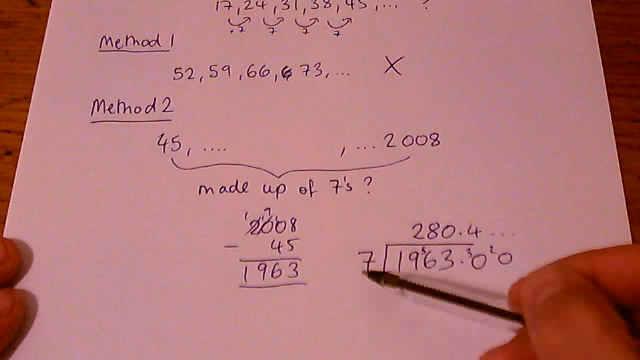 17, 24, 31, 38, 45, ... ?
+7 7 7 7
Method 1
52, 59, 66, 73, ... X
Method 2
45, .... , ... 2008
made up of 7's?
2008
- 45
1963
280.4 ...
7 1963.00